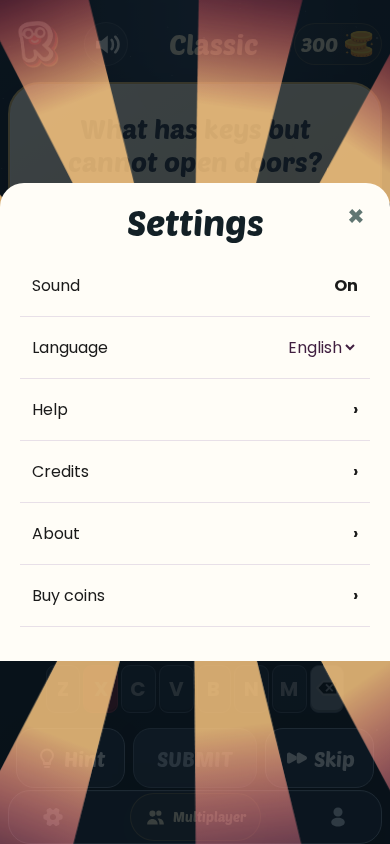 Classic
300
What has keys but
cannot open doors?
Settings
Sound On
Language English
Help
Credits
About
Buy coins
Z X C V B N M
Hint SUBMIT Skip
Multiplayer